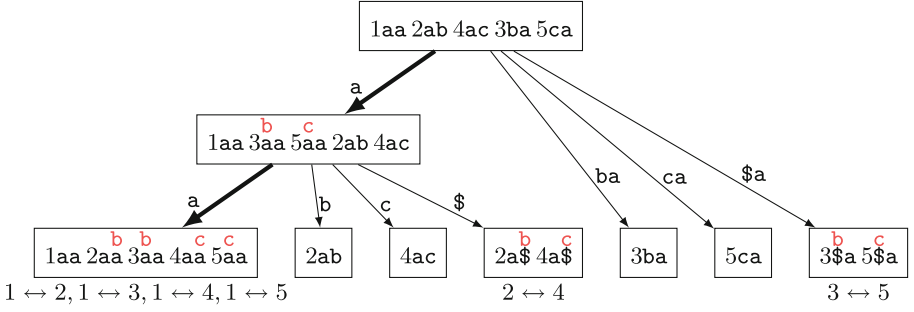 1aa 2ab 4ac 3ba 5ca
a
b c
1aa 3aa 5aa 2ab 4ac
ba ca $a
a b c $
b b c c
1aa 2aa 3aa 4aa 5aa
2ab
4ac
b c
2a$ 4a$
3ba
5ca
b c
3$a 5$a
1 ↔ 2, 1 ↔ 3, 1 ↔ 4, 1 ↔ 5
2 ↔ 4
3 ↔ 5